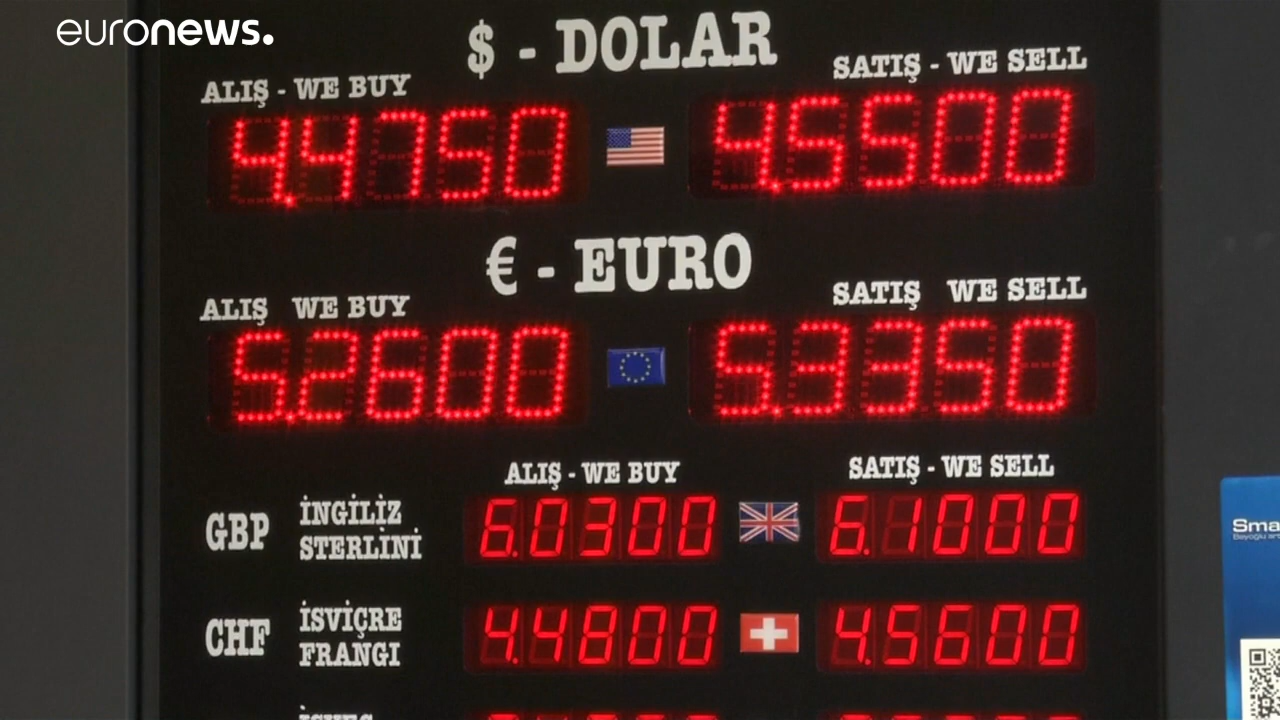 euronews.
$ - DOLAR
ALIŞ - WE BUY
SATIŞ - WE SELL
4.4750
4.5500
€ - EURO
ALIŞ WE BUY
SATIŞ WE SELL
5.2600
5.3350
ALIŞ - WE BUY
SATIŞ - WE SELL
GBP
İNGİLİZ
STERLİNİ
6.0300
6.1000
CHF
İSVİÇRE
FRANGI
4.4800
4.5600
Sma